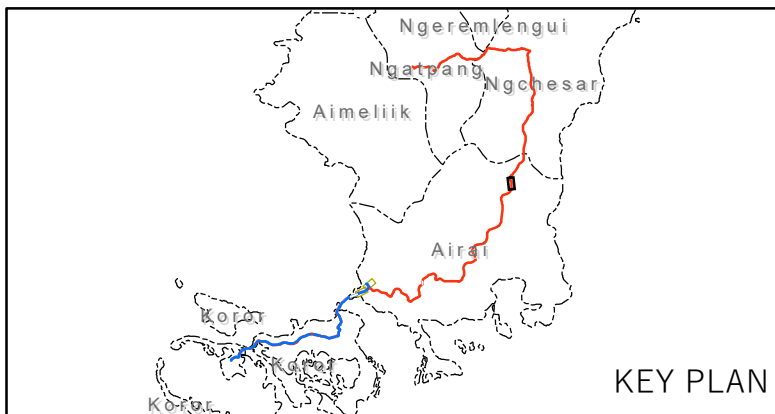 Ngeremlengui
Ngatpang
Ngchesar
Aimeliik
Airai
Koror
Koror
Koror
KEY PLAN